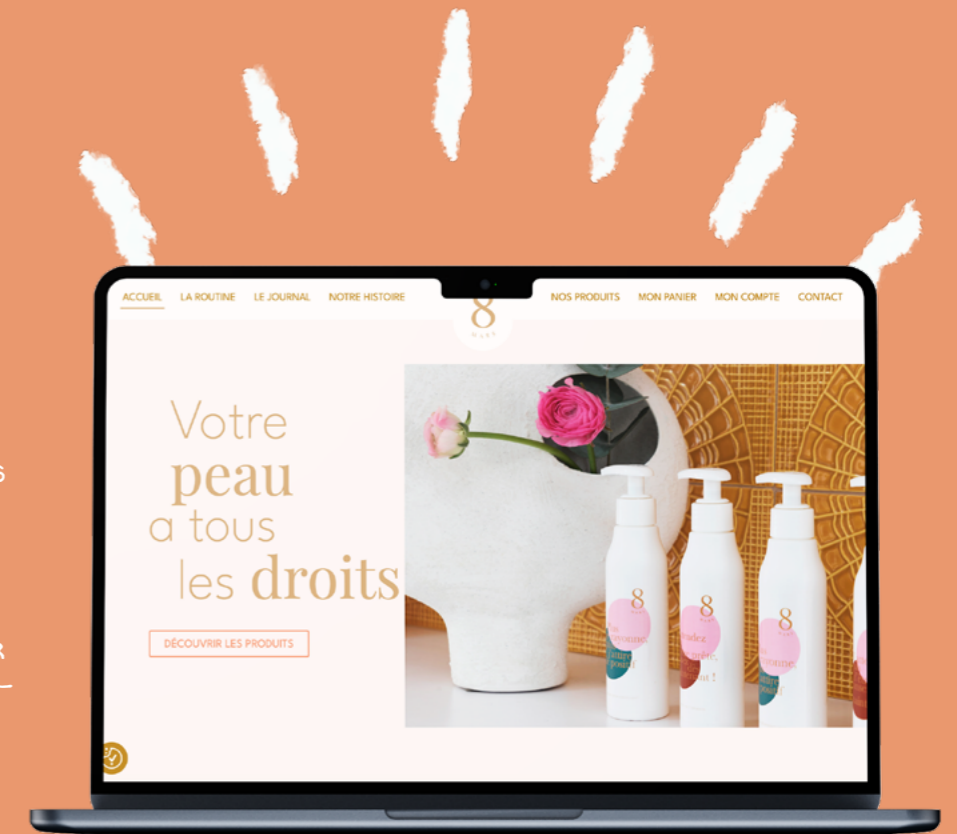 ACCUEIL LA ROUTINE LE JOURNAL NOTRE HISTOIRE NOS PRODUITS MON PANIER MON COMPTE CONTACT
8
MARS
Votre
peau
a tous
les droits
DÉCOUVRIR LES PRODUITS
8
8
8